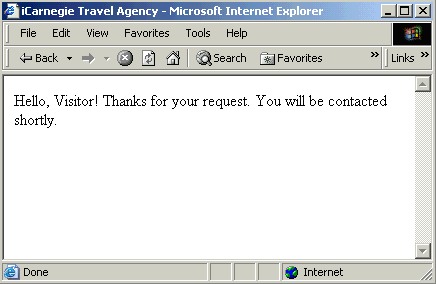 iCarnegie Travel Agency - Microsoft Internet Explorer
File Edit View Favorites Tools Help
Back Search Favorites » Links »
Hello, Visitor! Thanks for your request. You will be contacted
shortly.
Done Internet